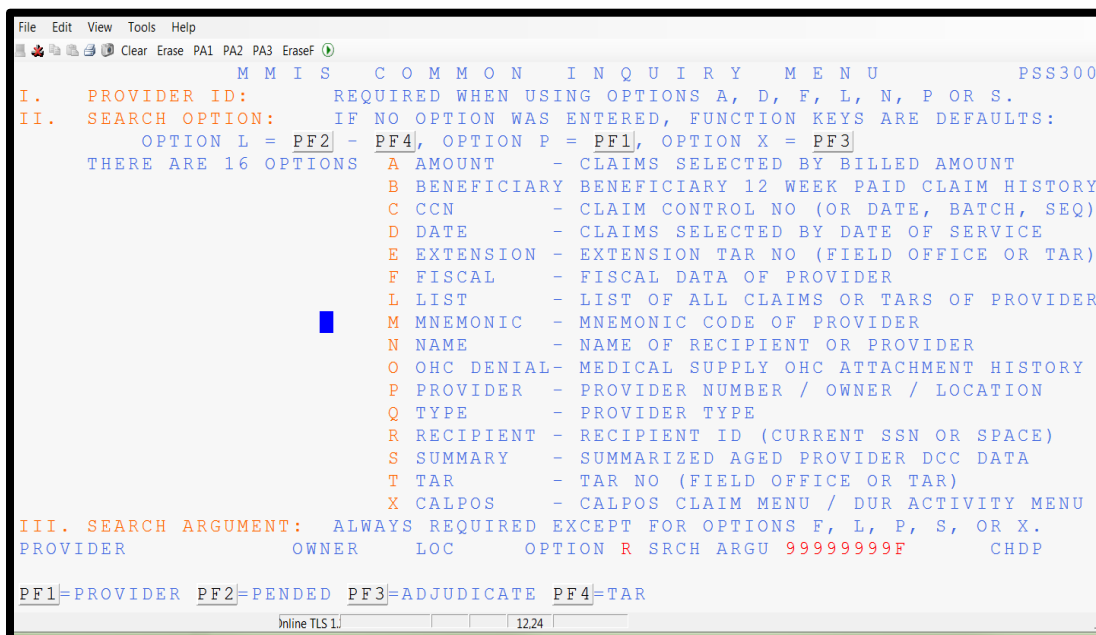 File Edit View Tools Help
Clear Erase PA1 PA2 PA3 EraseF
M M I S   C O M M O N   I N Q U I R Y   M E N U   PSS300
I. PROVIDER ID: REQUIRED WHEN USING OPTIONS A, D, F, L, N, P OR S.
II. SEARCH OPTION: IF NO OPTION WAS ENTERED, FUNCTION KEYS ARE DEFAULTS:
OPTION L = PF2 - PF4, OPTION P = PF1, OPTION X = PF3
THERE ARE 16 OPTIONS A AMOUNT - CLAIMS SELECTED BY BILLED AMOUNT
B BENEFICIARY BENEFICIARY 12 WEEK PAID CLAIM HISTORY
C CCN - CLAIM CONTROL NO (OR DATE, BATCH, SEQ)
D DATE - CLAIMS SELECTED BY DATE OF SERVICE
E EXTENSION - EXTENSION TAR NO (FIELD OFFICE OR TAR)
F FISCAL - FISCAL DATA OF PROVIDER
L LIST - LIST OF ALL CLAIMS OR TARS OF PROVIDER
M MNEMONIC - MNEMONIC CODE OF PROVIDER
N NAME - NAME OF RECIPIENT OR PROVIDER
O OHC DENIAL- MEDICAL SUPPLY OHC ATTACHMENT HISTORY
P PROVIDER - PROVIDER NUMBER / OWNER / LOCATION
Q TYPE - PROVIDER TYPE
R RECIPIENT - RECIPIENT ID (CURRENT SSN OR SPACE)
S SUMMARY - SUMMARIZED AGED PROVIDER DCC DATA
T TAR - TAR NO (FIELD OFFICE OR TAR)
X CALPOS - CALPOS CLAIM MENU / DUR ACTIVITY MENU
III. SEARCH ARGUMENT: ALWAYS REQUIRED EXCEPT FOR OPTIONS F, L, P, S, OR X.
PROVIDER OWNER LOC OPTION R SRCH ARGU 99999999F CHDP
PF1=PROVIDER PF2=PENDED PF3=ADJUDICATE PF4=TAR
TLS 12,24